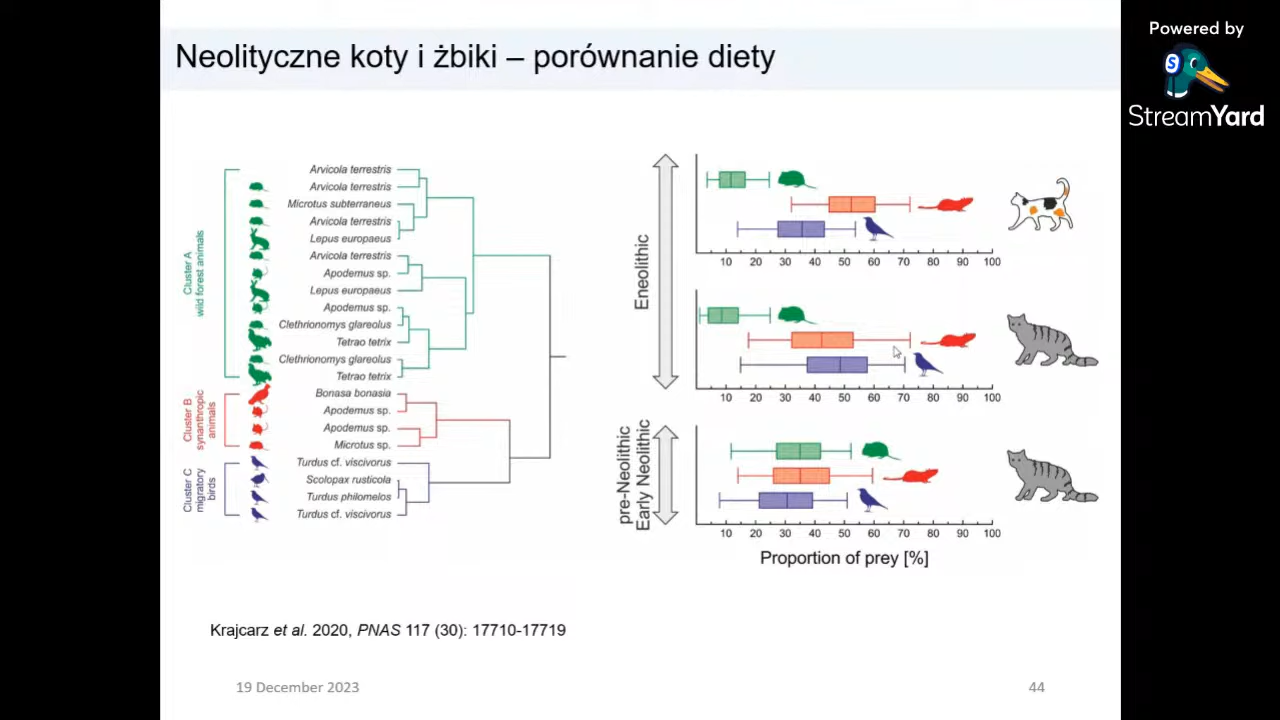 Neolityczne koty i żbiki – porównanie diety
Powered by
StreamYard
Cluster A
wild forest animals
Cluster B
synanthropic
animals
Cluster C
migratory
birds
Arvicola terrestris
Arvicola terrestris
Microtus subterraneus
Arvicola terrestris
Lepus europaeus
Arvicola terrestris
Apodemus sp.
Lepus europaeus
Apodemus sp.
Clethrionomys glareolus
Tetrao tetrix
Clethrionomys glareolus
Tetrao tetrix
Bonasa bonasia
Apodemus sp.
Apodemus sp.
Microtus sp.
Turdus cf. viscivorus
Scolopax rusticola
Turdus philomelos
Turdus cf. viscivorus
Eneolithic
10 20 30 40 50 60 70 80 90 100
10 20 30 40 50 60 70 80 90 100
pre-Neolithic
Early Neolithic
10 20 30 40 50 60 70 80 90 100
Proportion of prey [%]
Krajcarz et al. 2020, PNAS 117 (30): 17710-17719
19 December 2023
44